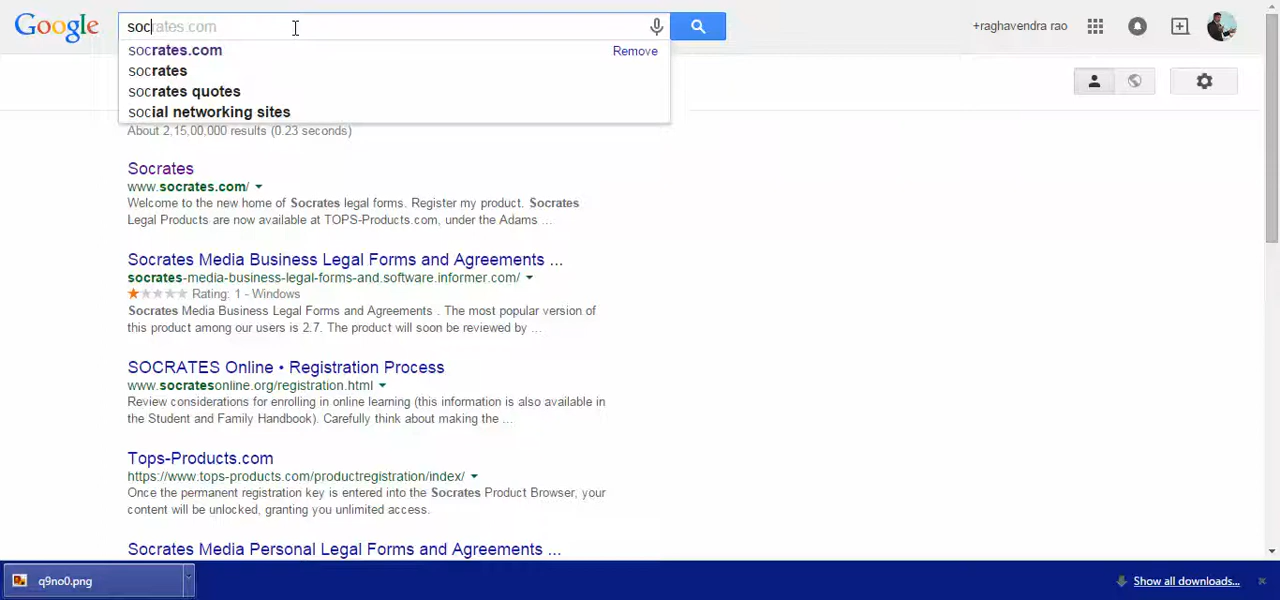 Google
socrates.com
+raghavendra rao
socrates.com
Remove
socrates
socrates quotes
social networking sites
About 2,15,00,000 results (0.23 seconds)
Socrates
www.socrates.com/
Welcome to the new home of Socrates legal forms. Register my product. Socrates
Legal Products are now available at TOPS-Products.com, under the Adams ...
Socrates Media Business Legal Forms and Agreements ...
socrates-media-business-legal-forms-and.software.informer.com/
Rating: 1 - Windows
Socrates Media Business Legal Forms and Agreements . The most popular version of
this product among our users is 2.7. The product will soon be reviewed by ...
SOCRATES Online • Registration Process
www.socratesonline.org/registration.html
Review considerations for enrolling in online learning (this information is also available in
the Student and Family Handbook). Carefully think about making the ...
Tops-Products.com
https://www.tops-products.com/productregistration/index/
Once the permanent registration key is entered into the Socrates Product Browser, your
content will be unlocked, granting you unlimited access.
Socrates Media Personal Legal Forms and Agreements ...
q9no0.png
Show all downloads...